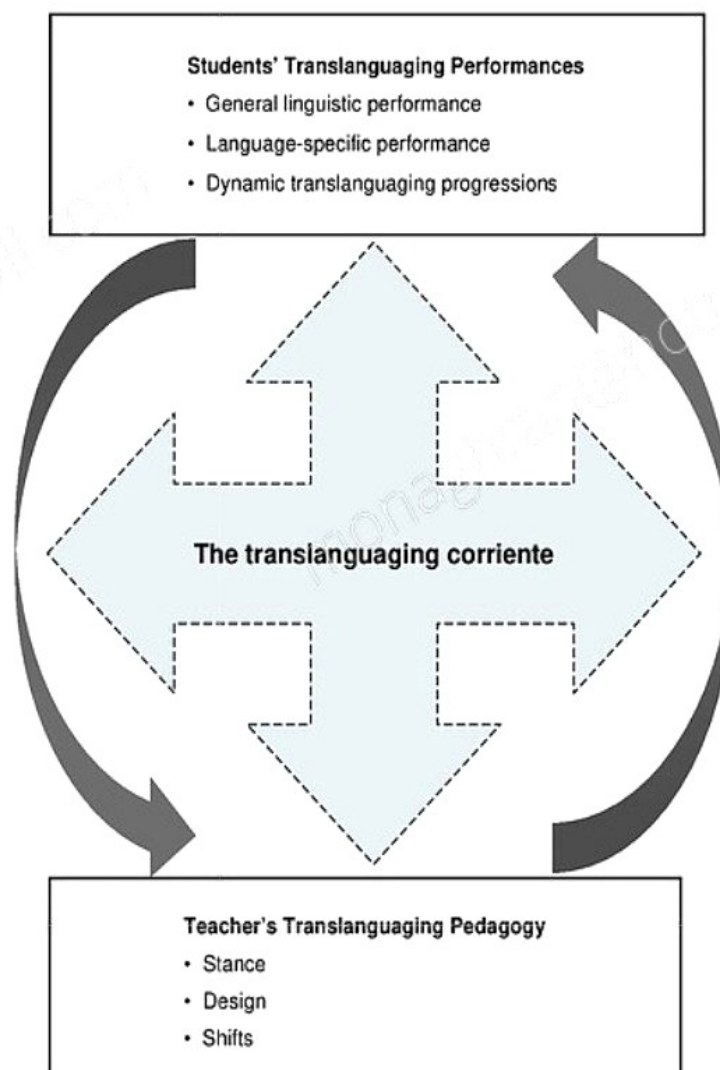 Students' Translanguaging Performances
• General linguistic performance
• Language-specific performance
• Dynamic translanguaging progressions
The translanguaging corriente
Teacher's Translanguaging Pedagogy
• Stance
• Design
• Shifts